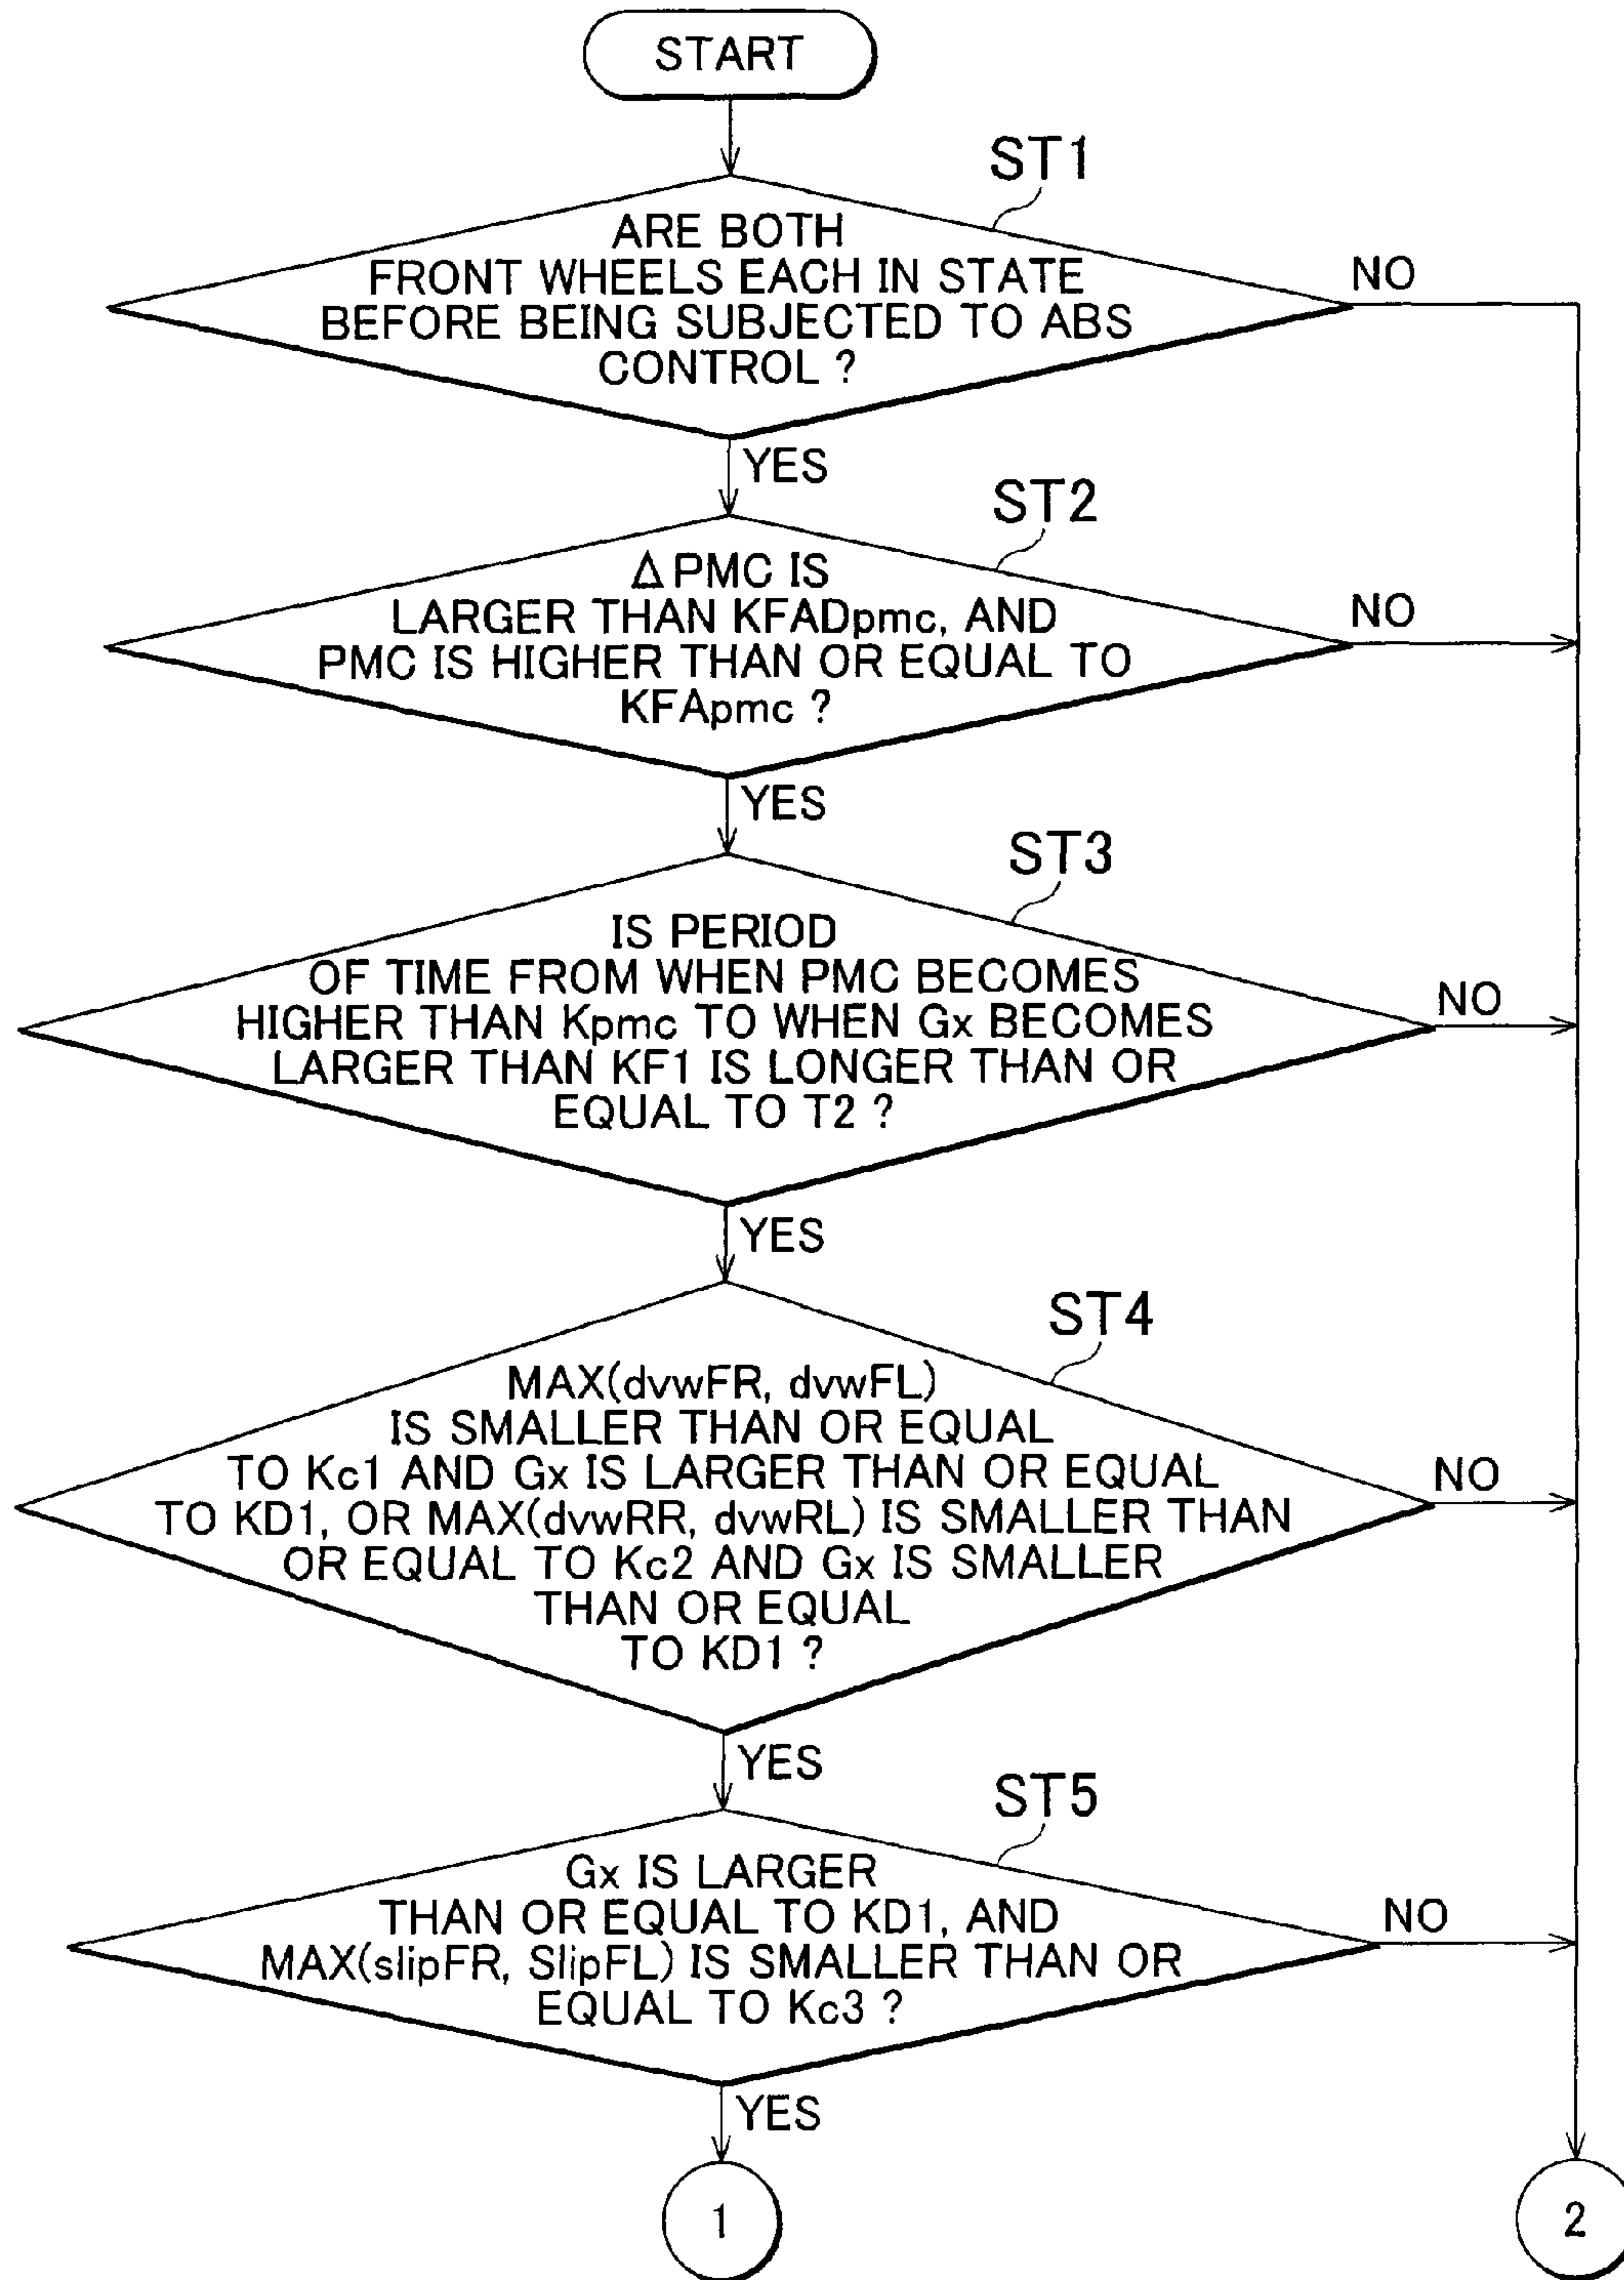 START
ST1
ARE BOTH
FRONT WHEELS EACH IN STATE
BEFORE BEING SUBJECTED TO ABS
CONTROL ?
NO
YES
ST2
Δ PMC IS
LARGER THAN KFADpmc, AND
PMC IS HIGHER THAN OR EQUAL TO
KFApmc ?
NO
YES
ST3
IS PERIOD
OF TIME FROM WHEN PMC BECOMES
HIGHER THAN Kpmc TO WHEN Gx BECOMES
LARGER THAN KF1 IS LONGER THAN OR
EQUAL TO T2 ?
NO
YES
ST4
MAX(dvwFR, dvwFL)
IS SMALLER THAN OR EQUAL
TO Kc1 AND Gx IS LARGER THAN OR EQUAL
TO KD1, OR MAX(dvwRR, dvwRL) IS SMALLER THAN
OR EQUAL TO Kc2 AND Gx IS SMALLER
THAN OR EQUAL
TO KD1 ?
NO
YES
ST5
Gx IS LARGER
THAN OR EQUAL TO KD1, AND
MAX(slipFR, SlipFL) IS SMALLER THAN OR
EQUAL TO Kc3 ?
NO
YES
1
2